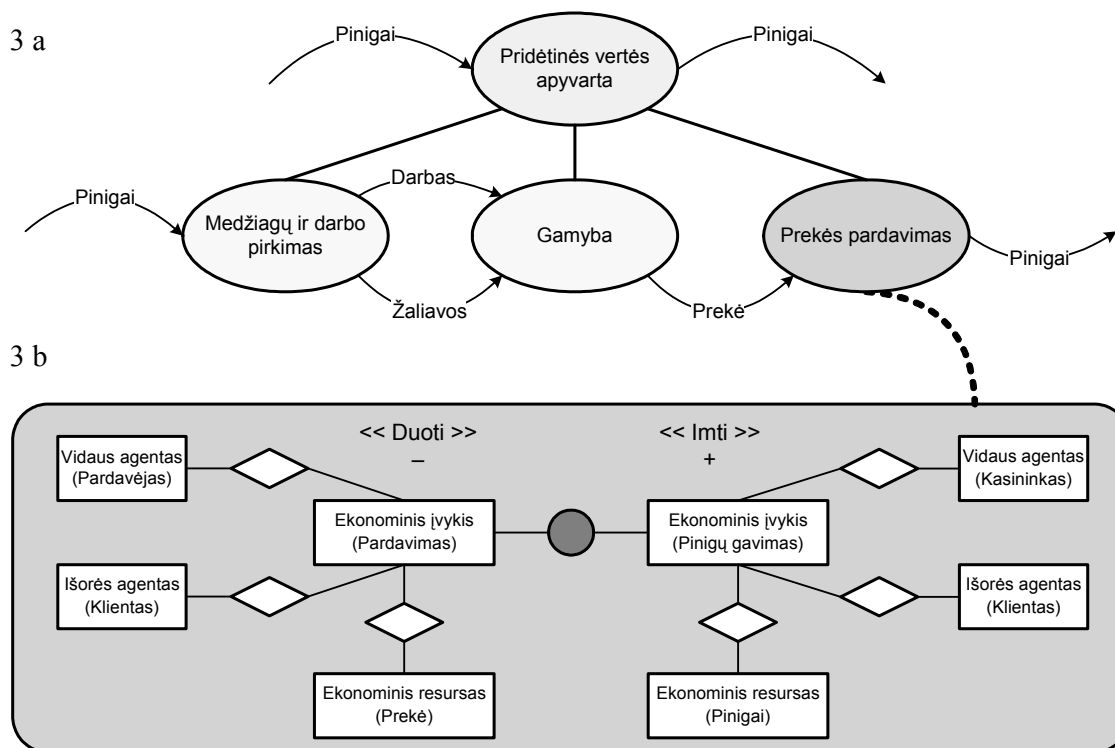 3 a
Pinigai
Pinigai
Pridėtinės vertės
apyvarta
Pinigai
Darbas
Medžiagų ir darbo
pirkimas
Gamyba
Prekės pardavimas
Pinigai
Žaliavos
Prekė
3 b
<< Duoti >>
–
<< Imti >>
+
Vidaus agentas
(Pardavėjas)
Vidaus agentas
(Kasininkas)
Ekonominis įvykis
(Pardavimas)
Ekonominis įvykis
(Pinigų gavimas)
Išorės agentas
(Klientas)
Išorės agentas
(Klientas)
Ekonominis resursas
(Prekė)
Ekonominis resursas
(Pinigai)